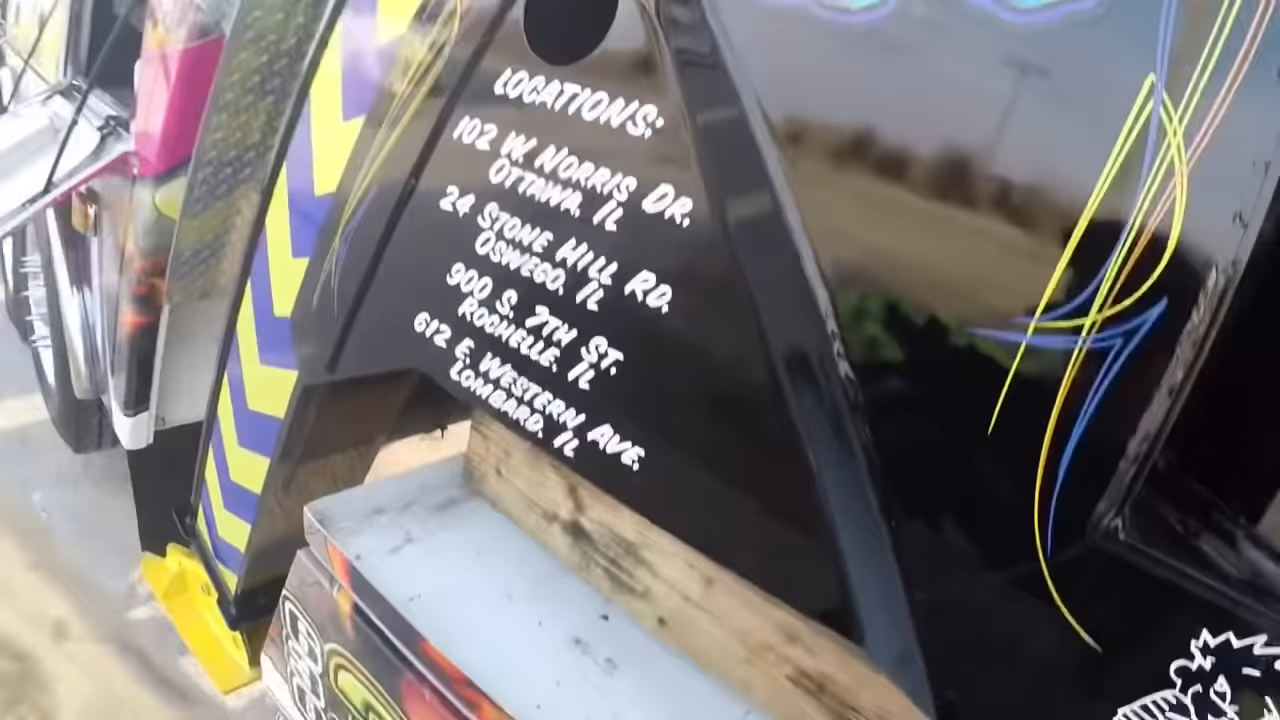 LOCATIONS:
102 W. NORRIS DR.
OTTAWA, IL
24 STONE HILL RD.
OSWEGO, IL
900 S. 7TH ST.
ROCHELLE, IL
612 E. WESTERN AVE.
LOMBARD, IL